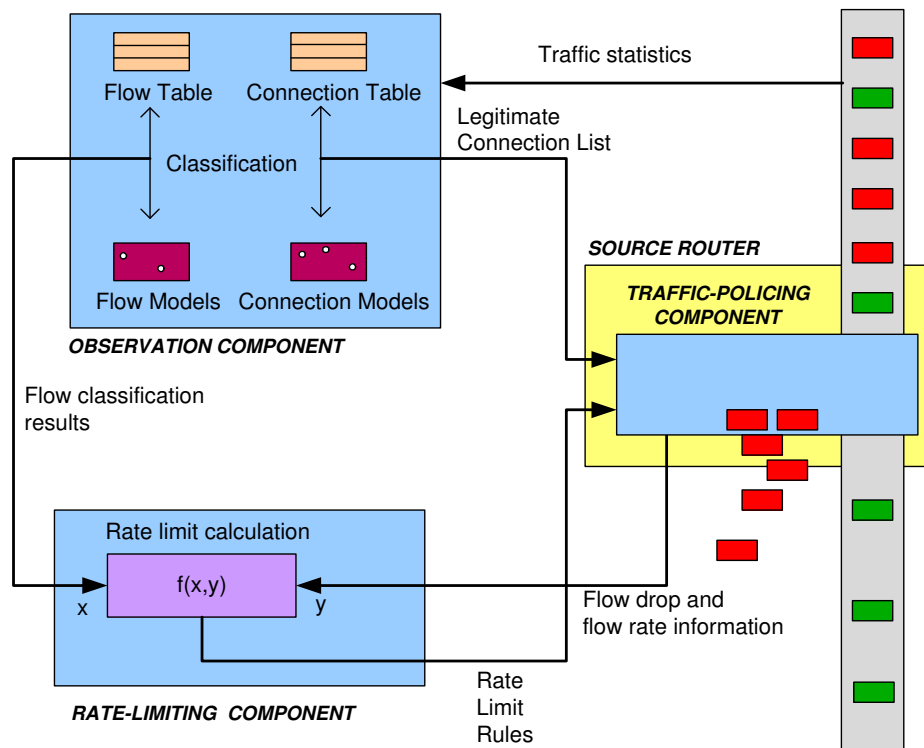 Flow Table
Connection Table
Classification
Flow Models
Connection Models
OBSERVATION COMPONENT
Traffic statistics
Legitimate
Connection List
SOURCE ROUTER
TRAFFIC-POLICING
COMPONENT
Flow classification
results
Rate limit calculation
f(x,y)
x
y
Flow drop and
flow rate information
RATE-LIMITING COMPONENT
Rate
Limit
Rules